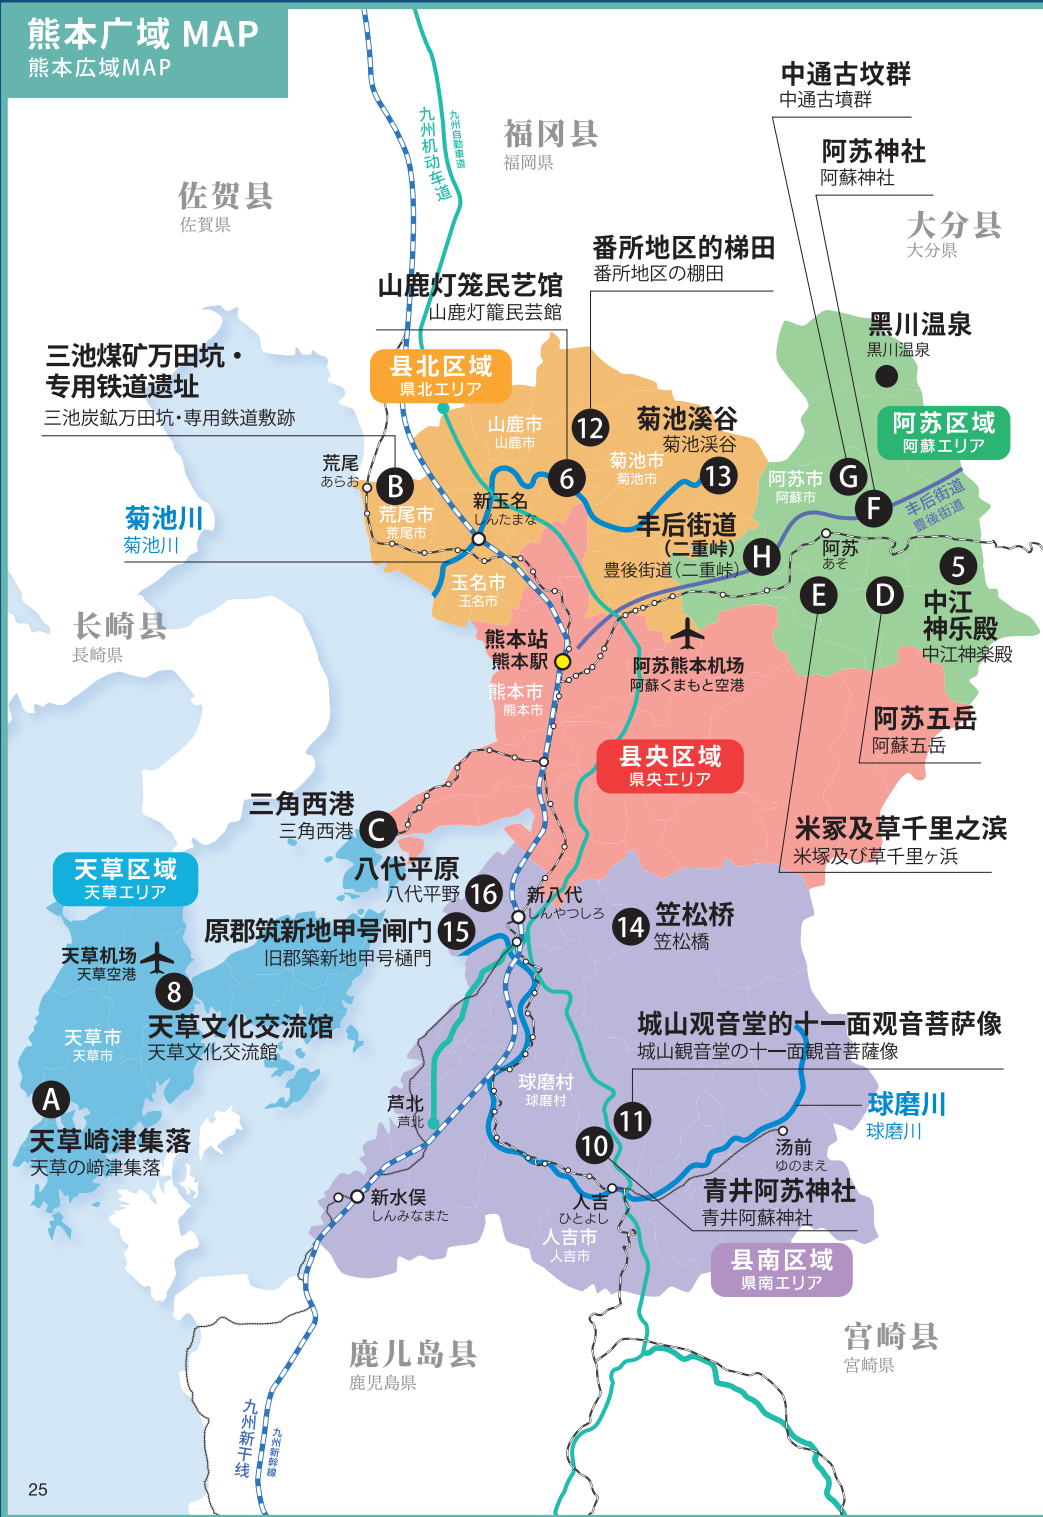 熊本广域 MAP
熊本広域MAP
中通古坟群
中通古墳群
九州机动车道
九州自動車道
福冈县
福岡県
阿苏神社
阿蘇神社
佐贺县
佐賀県
大分县
大分県
番所地区的梯田
番所地区の棚田
山鹿灯笼民艺馆
山鹿灯籠民芸館
黑川温泉
黒川温泉
三池煤矿万田坑・
专用铁道遗址
三池炭鉱万田坑・専用鉄道敷跡
县北区域
県北エリア
阿苏区域
阿蘇エリア
山鹿市
山鹿市
12
菊池溪谷
菊池渓谷
菊池市
菊池市
13
6
荒尾
あらお
B
荒尾市
荒尾市
新玉名
しんたまな
阿苏市
阿蘇市
G
F
丰后街道
豊後街道
菊池川
菊池川
丰后街道
（二重峠）
豊後街道（二重峠）
H
阿苏
あそ
5
E
D
玉名市
玉名市
中江
神乐殿
中江神楽殿
长崎县
長崎県
熊本站
熊本駅
阿苏熊本机场
阿蘇くまもと空港
熊本市
熊本市
阿苏五岳
阿蘇五岳
县央区域
県央エリア
三角西港
三角西港
C
米塚及草千里之滨
米塚及び草千里ヶ浜
天草区域
天草エリア
八代平原
八代平野
16
新八代
しんやつしろ
原郡筑新地甲号闸门
旧郡築新地甲号樋門
15
14
笠松桥
笠松橋
天草机场
天草空港
8
天草文化交流馆
天草文化交流館
天草市
天草市
城山观音堂的十一面观音菩萨像
城山観音堂の十一面観音菩薩像
球磨村
球磨村
A
芦北
芦北
球磨川
球磨川
11
10
天草崎津集落
天草の﨑津集落
汤前
ゆのまえ
青井阿苏神社
青井阿蘇神社
新水俣
しんみなまた
人吉
ひとよし
人吉市
人吉市
县南区域
県南エリア
鹿儿岛县
鹿児島県
宫崎县
宮崎県
九州新干线
九州新幹線
25